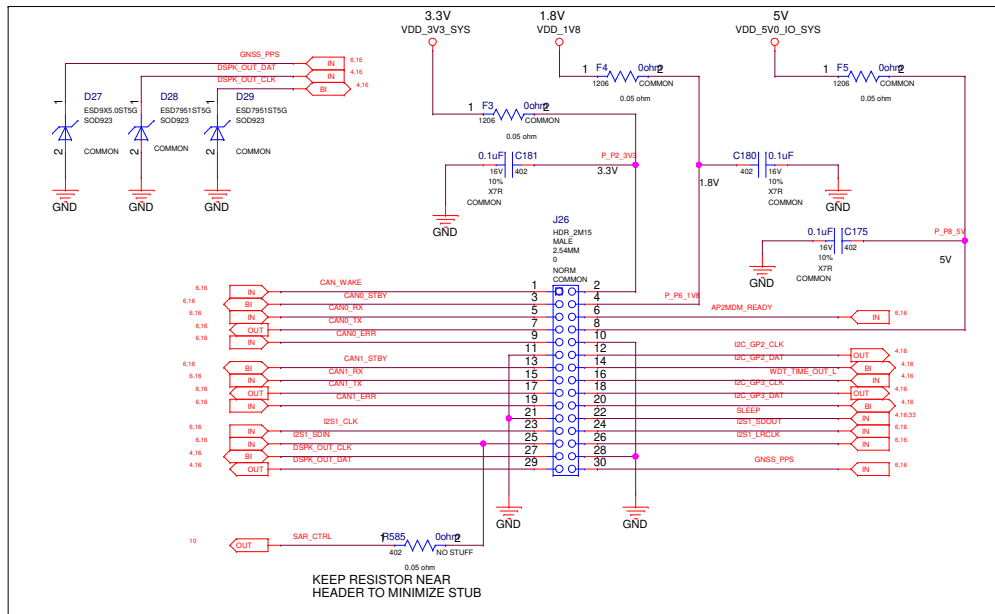 3.3V
VDD_3V3_SYS
1.8V
VDD_1V8
5V
VDD_5V0_IO_SYS
GNSS_PPS
IN
6,16
DSPK_OUT_DAT
IN
4,16
DSPK_OUT_CLK
BI
4,16
1
D27
ESD9X5.0ST5G
SOD923
2
COMMON
GND
1
D28
ESD7951ST5G
SOD923
2
COMMON
GND
1
D29
ESD7951ST5G
SOD923
2
COMMON
GND
1
F3
0ohm
2
1206
COMMON
0.05 ohm
1
F4
0ohm
2
1206
COMMON
0.05 ohm
1
F5
0ohm
2
1206
COMMON
0.05 ohm
0.1uF
C181
16V
402
10%
X7R
COMMON
GND
P_P2_3V3
3.3V
1.8V
C180
0.1uF
402
16V
10%
X7R
COMMON
GND
0.1uF
C175
16V
402
10%
X7R
COMMON
GND
P_P8_5V
5V
J26
HDR_2M15
MALE
2.54MM
0
NORM
COMMON
P_P6_1V8
6,16
IN
CAN_WAKE
1
2
6,16
BI
CAN0_STBY
3
4
6,16
IN
CAN0_RX
5
6
AP2MDM_READY
IN
6,16
6,16
OUT
CAN0_TX
7
8
6,16
IN
CAN0_ERR
9
10
11
12
I2C_GP2_CLK
OUT
4,16
6,16
BI
CAN1_STBY
13
14
I2C_GP2_DAT
BI
4,16
6,16
IN
CAN1_RX
15
16
WDT_TIME_OUT_L
IN
4,16
6,16
OUT
CAN1_TX
17
18
I2C_GP3_CLK
OUT
4,16
6,16
IN
CAN1_ERR
19
20
I2C_GP3_DAT
BI
4,16
21
22
SLEEP
IN
4,16,33
6,16
IN
I2S1_CLK
23
24
I2S1_SDOUT
IN
6,16
6,16
IN
I2S1_SDIN
25
26
I2S1_LRCLK
IN
6,16
4,16
BI
DSPK_OUT_CLK
27
28
4,16
OUT
DSPK_OUT_DAT
29
30
GNSS_PPS
IN
6,16
GND
GND
10
OUT
SAR_CTRL
1
R585
0ohm
2
402
NO STUFF
0.05 ohm
KEEP RESISTOR NEAR
HEADER TO MINIMIZE STUB